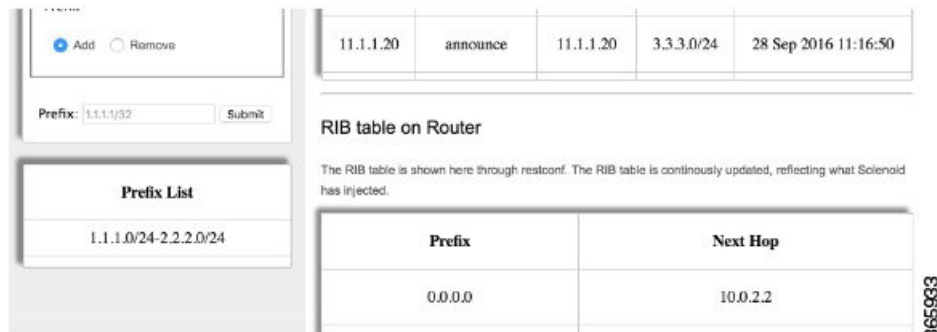 Add Remove
Prefix: 1.1.1.1/32 Submit
Prefix List
1.1.1.0/24-2.2.2.0/24
11.1.1.20 announce 11.1.1.20 3.3.3.0/24 28 Sep 2016 11:16:50
RIB table on Router
The RIB table is shown here through restconf. The RIB table is continously updated, reflecting what Solenoid
has injected.
Prefix Next Hop
0.0.0.0 10.0.2.2